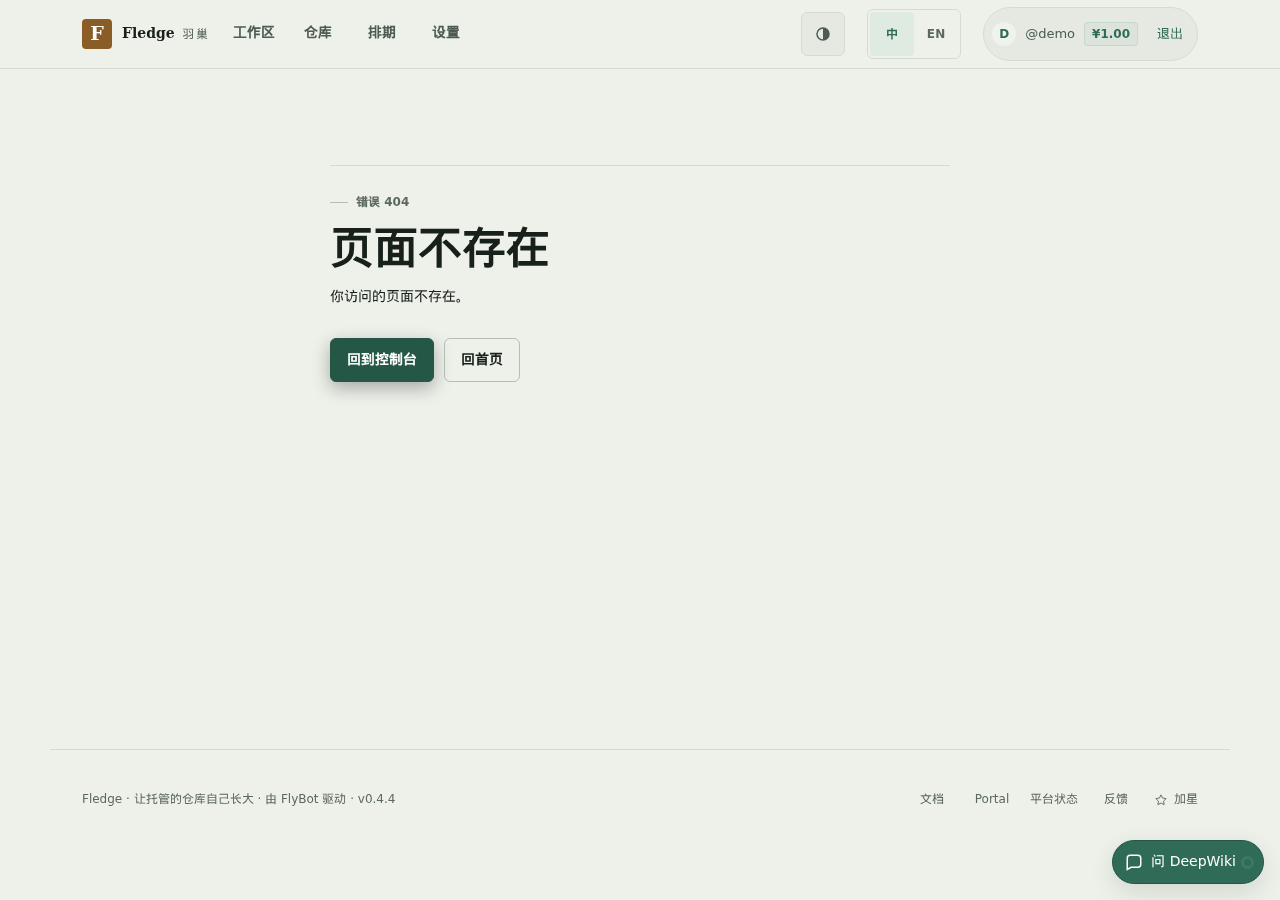 F Fledge 羽巢 工作区 仓库 排期 设置 中 EN D @demo ¥1.00 退出
错误 404
页面不存在
你访问的页面不存在。
回到控制台 回首页
Fledge · 让托管的仓库自己长大 · 由 FlyBot 驱动 · v0.4.4 文档 Portal 平台状态 反馈 加星
问 DeepWiki